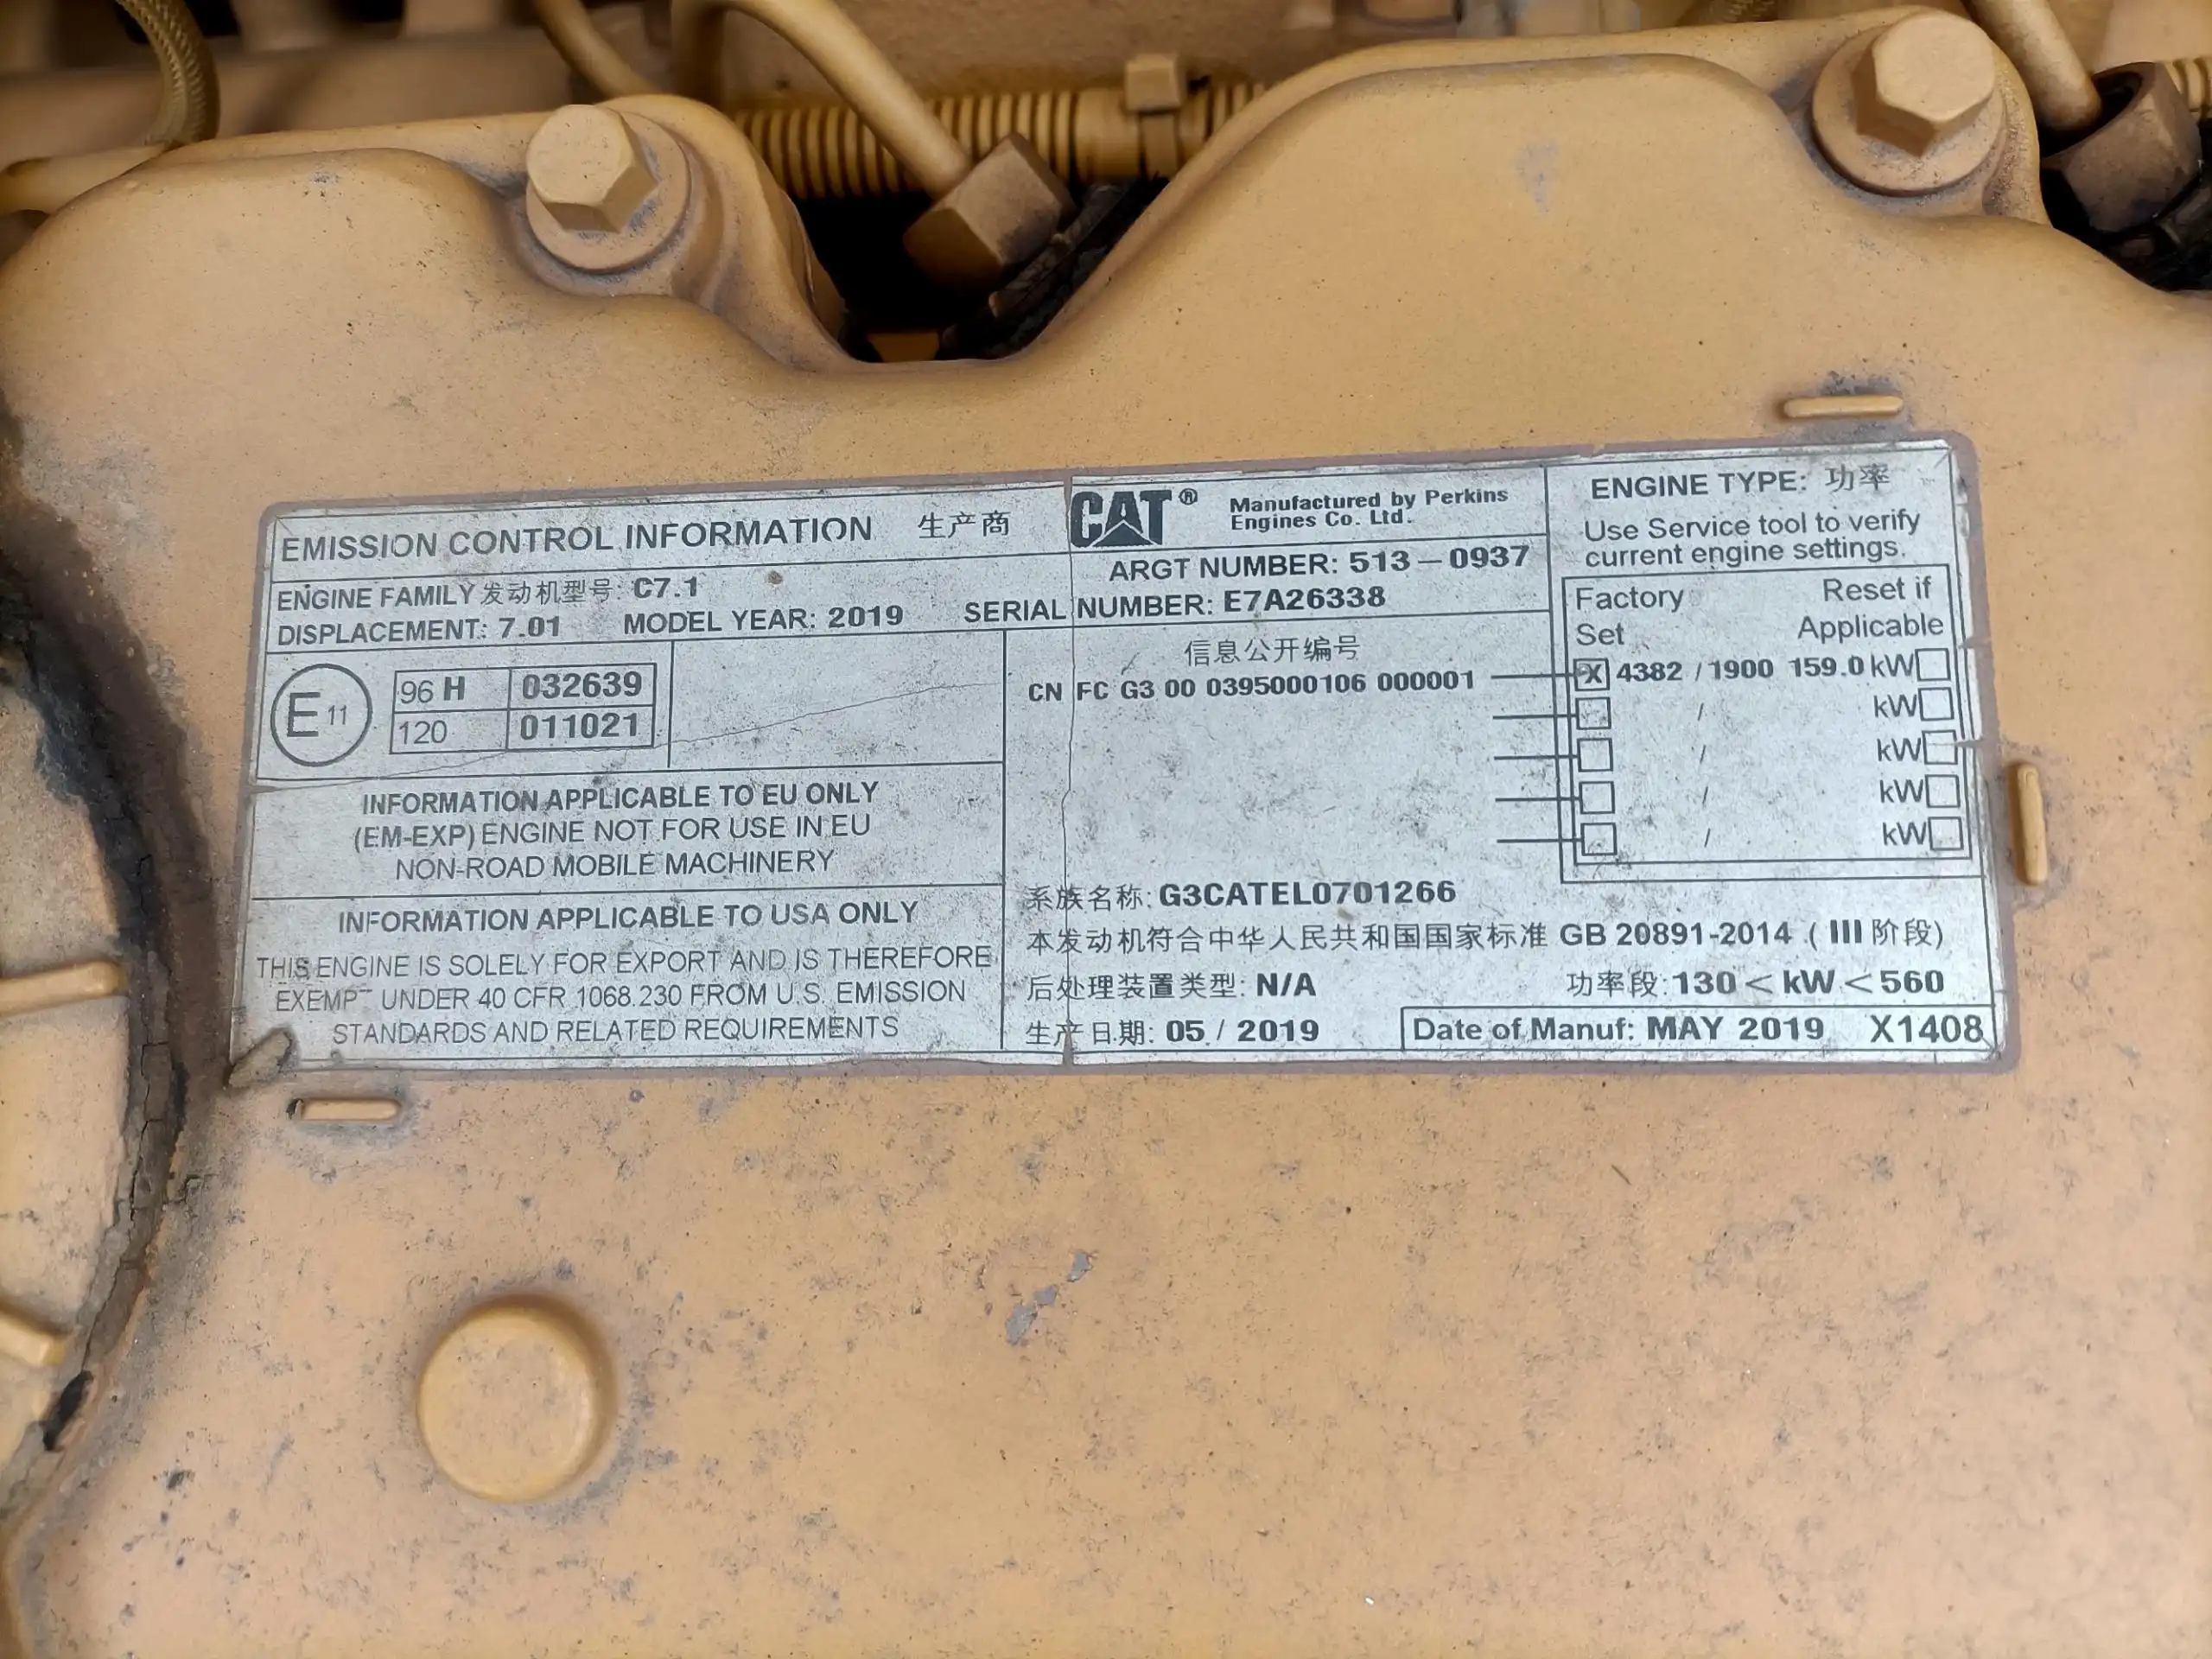 EMISSION CONTROL INFORMATION 生产商
CAT®
Manufactured by Perkins
Engines Co. Ltd.
ENGINE FAMILY 发动机型号: C7.1
ARGT NUMBER: 513-0937
DISPLACEMENT: 7.01 MODEL YEAR: 2019 SERIAL NUMBER: E7A26338
E 11
96 H 032639
120 011021
INFORMATION APPLICABLE TO EU ONLY
(EM-EXP) ENGINE NOT FOR USE IN EU
NON-ROAD MOBILE MACHINERY
INFORMATION APPLICABLE TO USA ONLY
THIS ENGINE IS SOLELY FOR EXPORT AND IS THEREFORE
EXEMPT UNDER 40 CFR 1068.230 FROM U.S. EMISSION
STANDARDS AND RELATED REQUIREMENTS
信息公开编号
CN FC G3 00 0395000106 000001
ENGINE TYPE: 功率
Use Service tool to verify
current engine settings.
Factory Reset if
Set Applicable
X 4382 / 1900 159.0 kW
/ kW
/ kW
/ kW
/ kW
系族名称: G3CATEL0701266
本发动机符合中华人民共和国国家标准 GB 20891-2014 ( III 阶段)
后处理装置类型: N/A 功率段: 130 < kW < 560
生产日期: 05 / 2019 Date of Manuf: MAY 2019 X1408